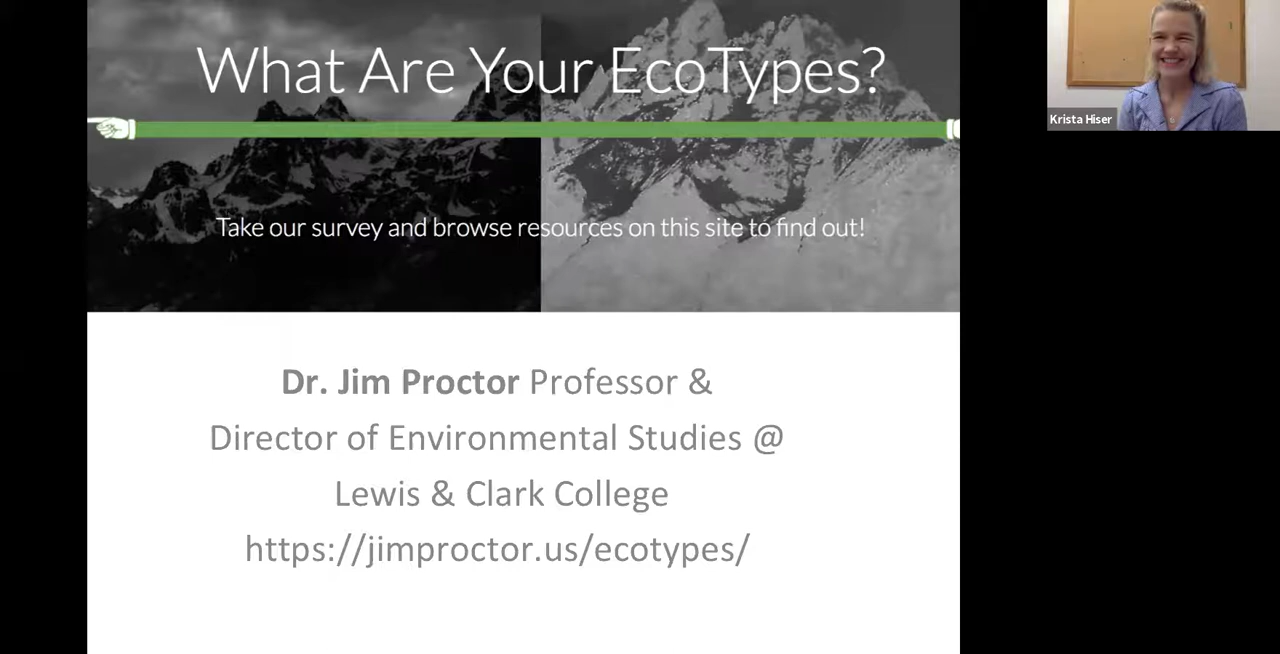 What Are Your EcoTypes?
Take our survey and browse resources on this site to find out!
Dr. Jim Proctor Professor &
Director of Environmental Studies @
Lewis & Clark College
https://jimproctor.us/ecotypes/
Krista Hiser